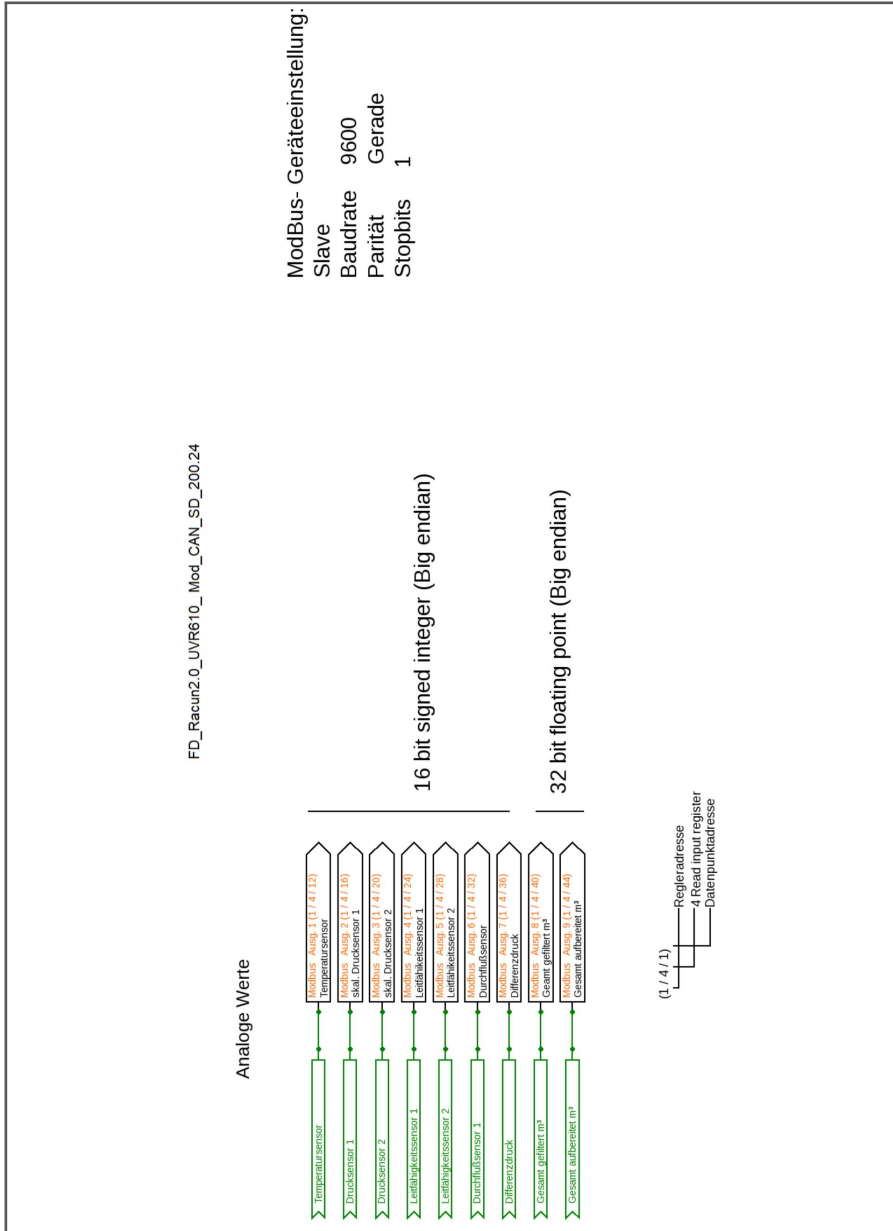 FD_Racun2.0_UVR610_ Mod_CAN_SD_200.24
Analoge Werte
ModBus- Geräteeinstellung:
Slave
Baudrate 9600
Parität Gerade
Stopbits 1
Temperatursensor
Modbus Ausg. 1 (1 / 4 / 12)
Temperatursensor
Drucksensor 1
Modbus Ausg. 2 (1 / 4 / 16)
skal. Drucksensor 1
Drucksensor 2
Modbus Ausg. 3 (1 / 4 / 20)
skal. Drucksensor 2
Leitfähigkeitssensor 1
Modbus Ausg. 4 (1 / 4 / 24)
Leitfähikeitssensor 1
Leitfähigkeitssensor 2
Modbus Ausg. 5 (1 / 4 / 28)
Leitfähikeitssensor 2
Durchflußsensor 1
Modbus Ausg. 6 (1 / 4 / 32)
Durchflußsensor
Differenzdruck
Modbus Ausg. 7 (1 / 4 / 36)
Differenzdruck
16 bit signed integer (Big endian)
Gesamt gefiltert m³
Modbus Ausg. 8 (1 / 4 / 40)
Geamt gefiltert m³
Gesamt aufbereitet m³
Modbus Ausg. 9 (1 / 4 / 44)
Gesamt aufbereitet m³
32 bit floating point (Big endian)
(1 / 4 / 1)
Regleradresse
4 Read input register
Datenpunktadresse